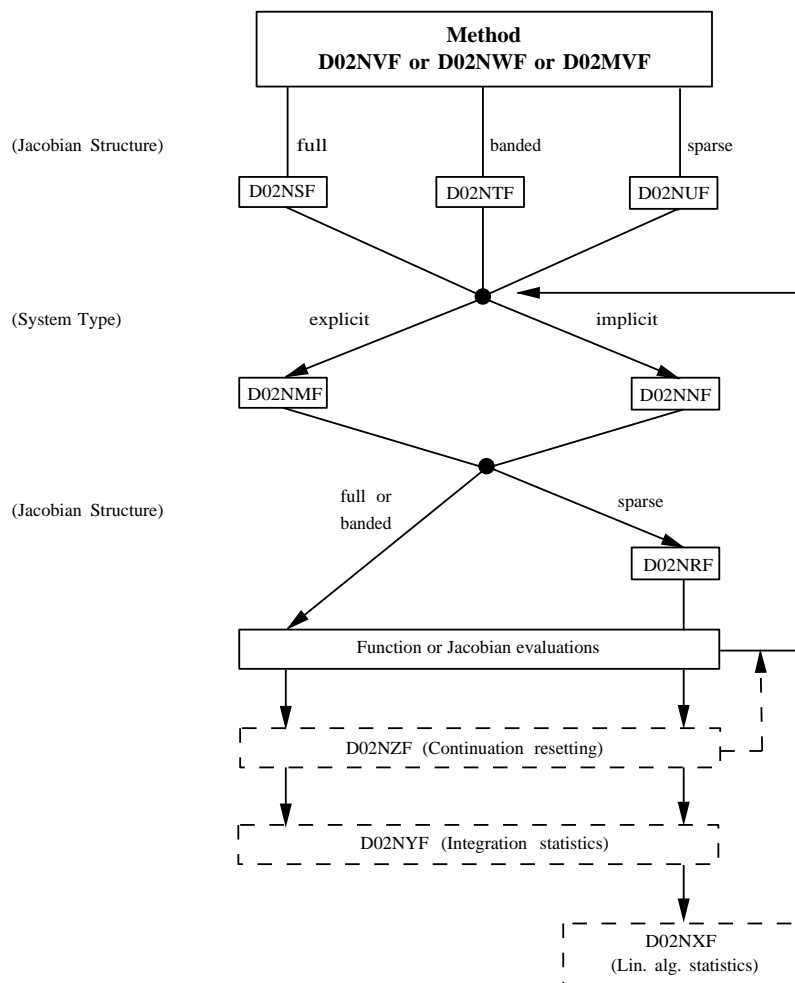 Method
D02NVF or D02NWF or D02MVF
(Jacobian Structure)
full
banded
sparse
D02NSF
D02NTF
D02NUF
(System Type)
explicit
implicit
D02NMF
D02NNF
(Jacobian Structure)
full or
banded
sparse
D02NRF
Function or Jacobian evaluations
D02NZF (Continuation resetting)
D02NYF (Integration statistics)
D02NXF
(Lin. alg. statistics)